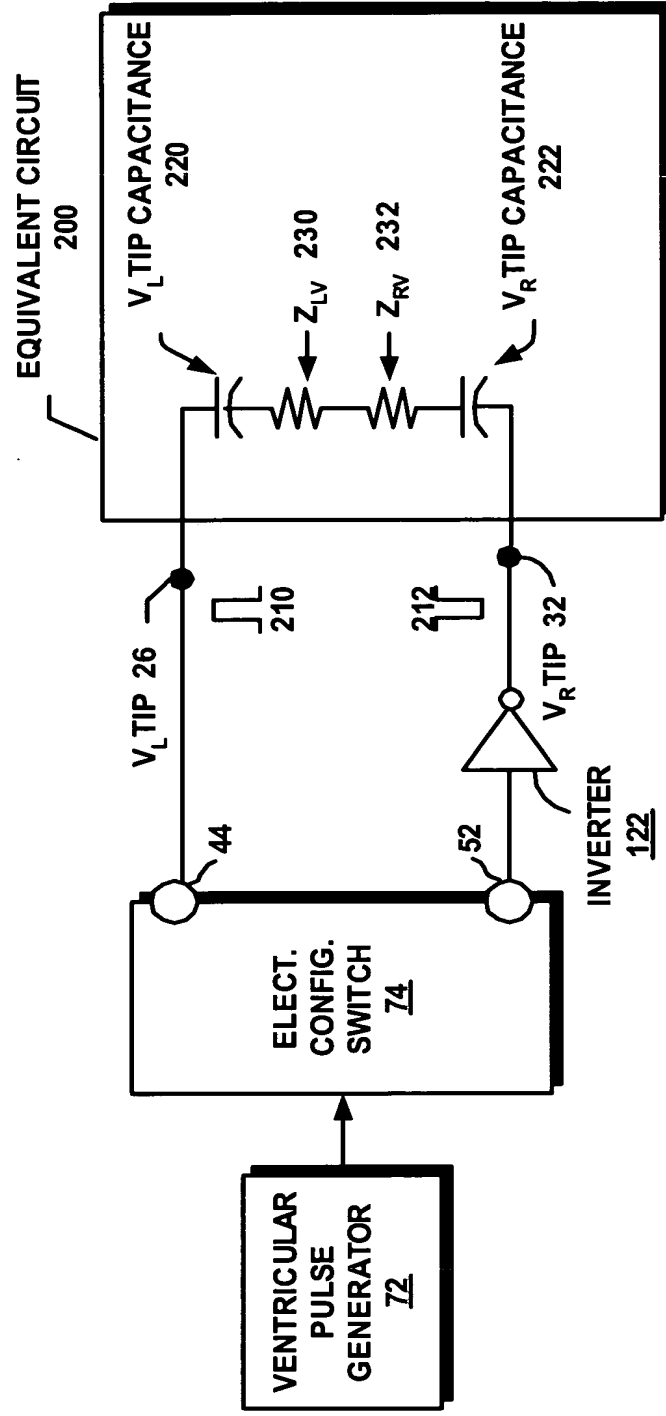 EQUIVALENT CIRCUIT
200
VL TIP CAPACITANCE
220
ZLV 230
ZRV 232
VR TIP CAPACITANCE
222
VL TIP 26
210
212
VR TIP 32
44
52
INVERTER
122
ELECT.
CONFIG.
SWITCH
74
VENTRICULAR
PULSE
GENERATOR
72